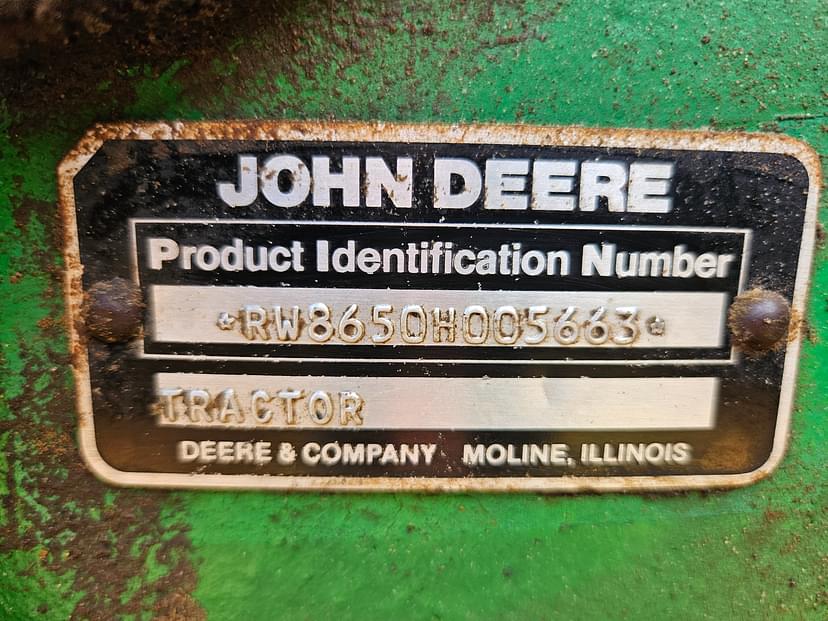 JOHN DEERE
Product Identification Number
*RW8650H005663*
TRACTOR
DEERE & COMPANY MOLINE, ILLINOIS